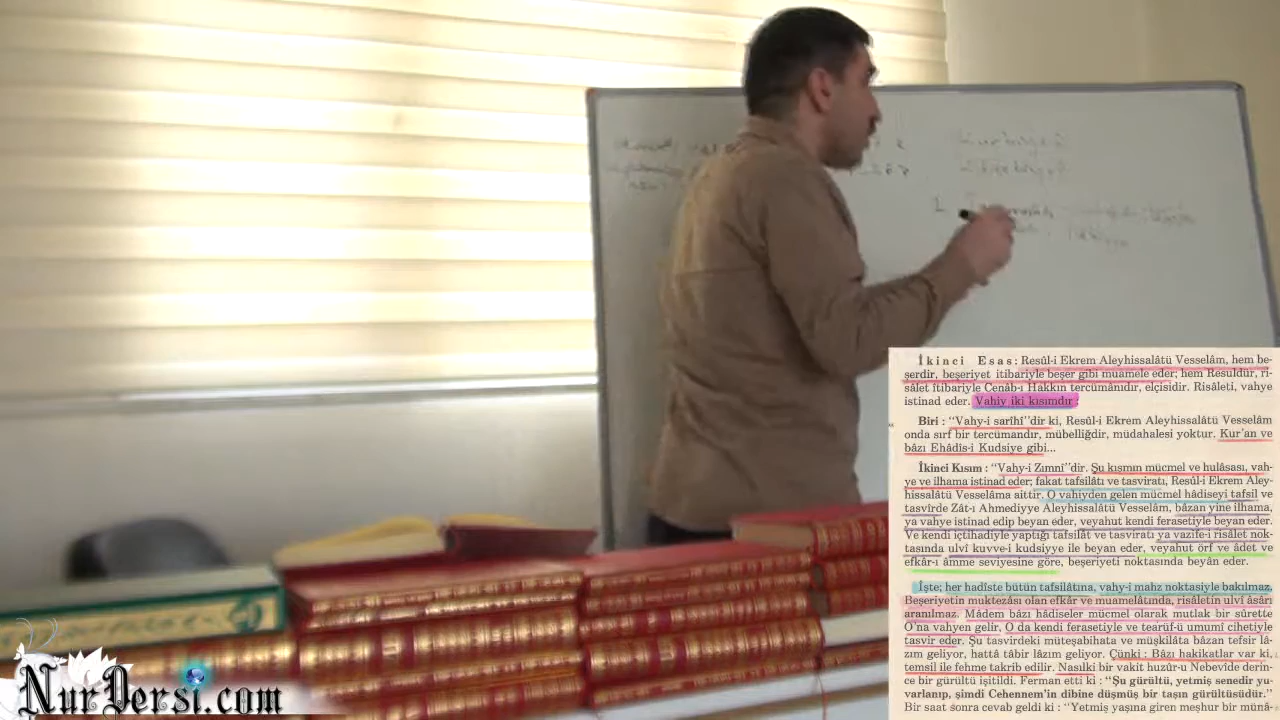 İkinci Esas: Resûl-i Ekrem Aleyhissalâtü Vesselâm, hem be-
şerdir, beşeriyet itibariyle beşer gibi muamele eder; hem Resuldür, ri-
sâlet itibariyle Cenâb-ı Hakkın tercümânıdır, elçisidir. Risâleti, vahye
istinad eder. Vahiy iki kısımdır:
Biri: "Vahy-i sarîhî"dir ki, Resûl-i Ekrem Aleyhissalâtü Vesselâm
onda sırf bir tercümandır, mübelliğdir, müdahalesi yoktur. Kur'an ve
bâzı Ehâdîs-i Kudsiye gibi...
İkinci Kısım: "Vahy-i Zımnî"dir. Şu kısmın mücmel ve hulâsası, vah-
ye ve ilhama istinad eder; fakat tafsilâtı ve tasviratı, Resûl-i Ekrem Aley-
hissalâtü Vesselâma aittir. O vahiyden gelen mücmel hâdiseyi tafsil ve
tasvirde Zât-ı Ahmediyye Aleyhissalâtü Vesselâm, bâzan yine ilhama,
ya vahye istinad edip beyan eder, veyahut kendi ferasetiyle beyan eder.
Ve kendi içtihadiyle yaptığı tafsilât ve tasviratı ya vazife-i risâlet nok-
tasında ulvî kuvve-i kudsiyye ile beyan eder, veyahut örf ve âdet ve
efkâr-ı âmme seviyesine göre, beşeriyeti noktasında beyân eder.
İşte; her hadîste bütün tafsilâtına, vahy-i mahz noktasiyle bakılmaz.
Beşeriyetin muktezâsı olan efkâr ve muamelâtında, risâletin ulvî âsârı
aranılmaz. Mâdem bâzı hâdiseler mücmel olarak mutlak bir sûrette
O'na vahyen gelir, O da kendi ferasetiyle ve tearüf-ü umumî cihetiyle
tasvir eder. Şu tasvirdeki müteşabihata ve müşkilâta bâzan tefsir lâ-
zım geliyor, hattâ tâbir lâzım geliyor. Çünki: Bâzı hakikatlar var ki,
temsil ile fehme takrib edilir. Nasılki bir vakit huzûr-u Nebevîde derin-
ce bir gürültü işitildi. Ferman etti ki: "Şu gürültü, yetmiş senedir yu-
varlanıp, şimdi Cehennem'in dibine düşmüş bir taşın gürültüsüdür."
Bir saat sonra cevab geldi ki: "Yetmiş yaşına giren meşhur bir münâ-
NurDersi.com